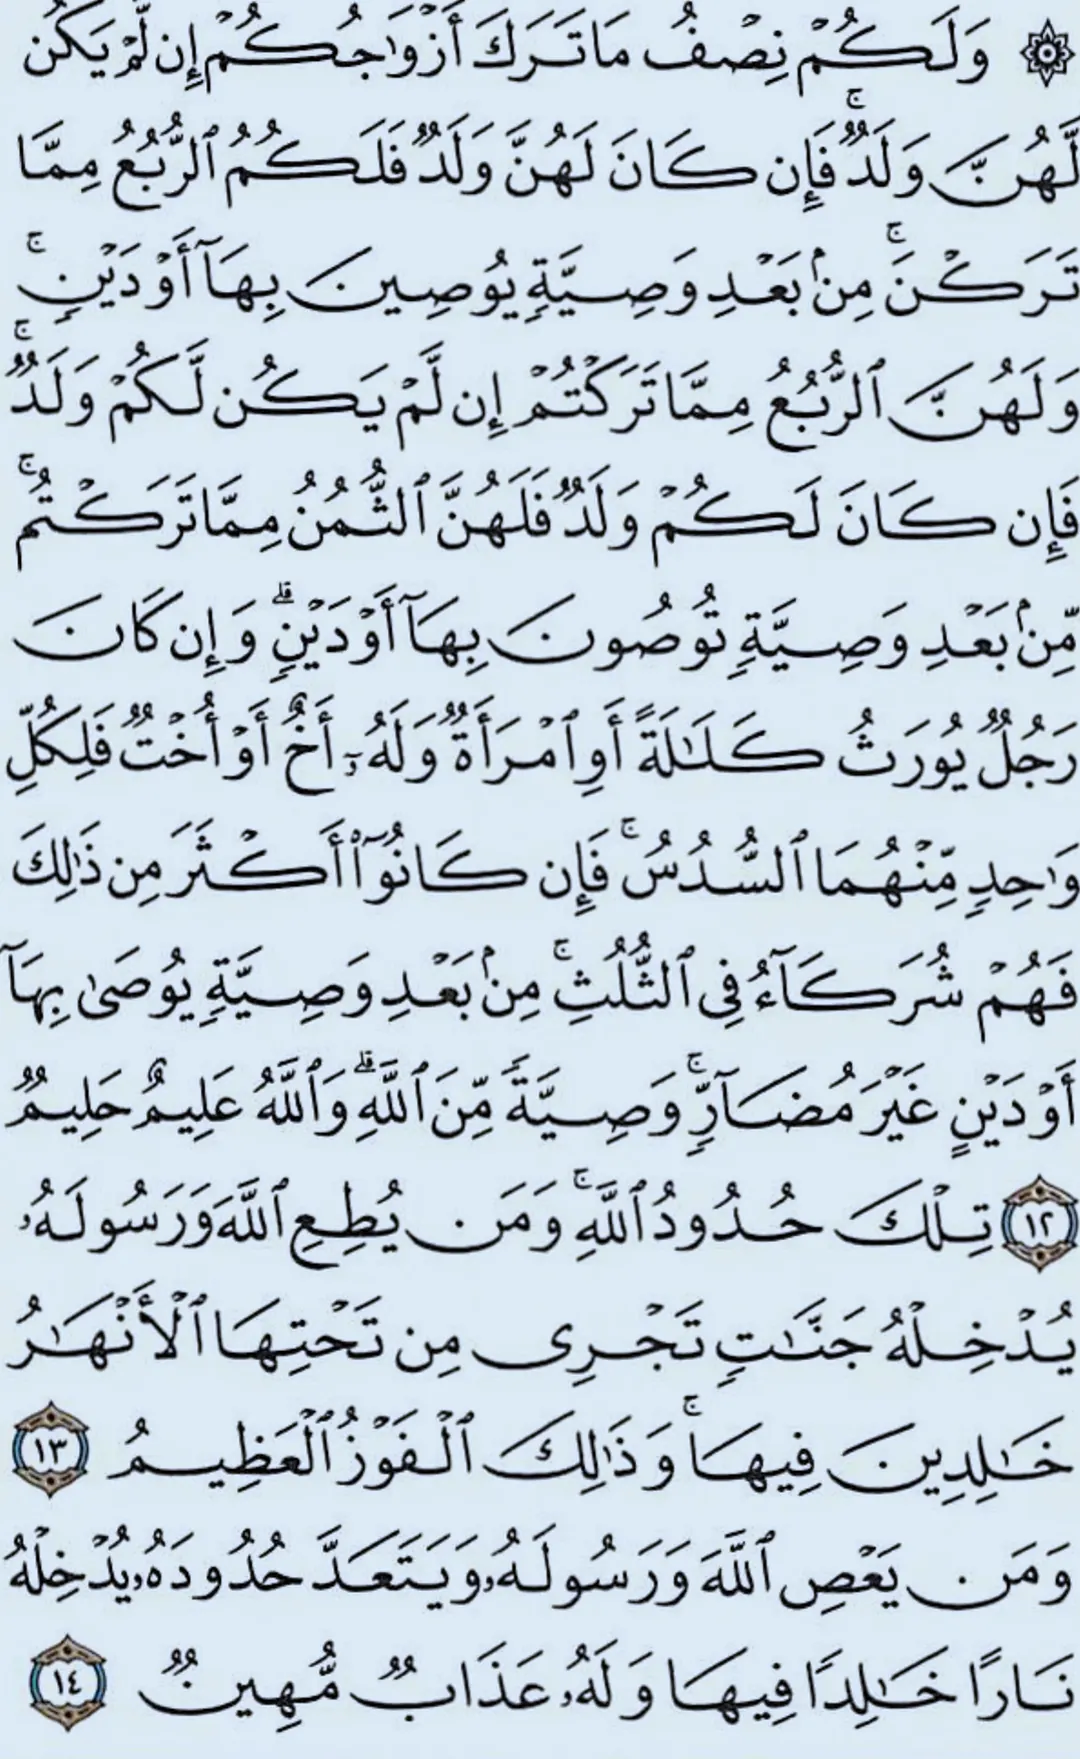 ۞ وَلَكُمۡ نِصۡفُ مَا تَرَكَ أَزۡوَٰجُكُمۡ إِن لَّمۡ يَكُن
لَّهُنَّ وَلَدٞۚ فَإِن كَانَ لَهُنَّ وَلَدٞ فَلَكُمُ ٱلرُّبُعُ مِمَّا
تَرَكۡنَۚ مِنۢ بَعۡدِ وَصِيَّةٖ يُوصِينَ بِهَآ أَوۡ دَيۡنٖۚ
وَلَهُنَّ ٱلرُّبُعُ مِمَّا تَرَكۡتُمۡ إِن لَّمۡ يَكُن لَّكُمۡ وَلَدٞۚ
فَإِن كَانَ لَكُمۡ وَلَدٞ فَلَهُنَّ ٱلثُّمُنُ مِمَّا تَرَكۡتُمۚ
مِّنۢ بَعۡدِ وَصِيَّةٖ تُوصُونَ بِهَآ أَوۡ دَيۡنٖۗ وَإِن كَانَ
رَجُلٞ يُورَثُ كَلَٰلَةً أَوِ ٱمۡرَأَةٞ وَلَهُۥٓ أَخٌ أَوۡ أُخۡتٞ فَلِكُلِّ
وَٰحِدٖ مِّنۡهُمَا ٱلسُّدُسُۚ فَإِن كَانُوٓاْ أَكۡثَرَ مِن ذَٰلِكَ
فَهُمۡ شُرَكَآءُ فِي ٱلثُّلُثِۚ مِنۢ بَعۡدِ وَصِيَّةٖ يُوصَىٰ بِهَآ
أَوۡ دَيۡنٍ غَيۡرَ مُضَآرّٖۚ وَصِيَّةٗ مِّنَ ٱللَّهِۗ وَٱللَّهُ عَلِيمٌ حَلِيمٞ
١٢ تِلۡكَ حُدُودُ ٱللَّهِۚ وَمَن يُطِعِ ٱللَّهَ وَرَسُولَهُۥ
يُدۡخِلۡهُ جَنَّٰتٖ تَجۡرِي مِن تَحۡتِهَا ٱلۡأَنۡهَٰرُ
خَٰلِدِينَ فِيهَاۚ وَذَٰلِكَ ٱلۡفَوۡزُ ٱلۡعَظِيمُ ١٣
وَمَن يَعۡصِ ٱللَّهَ وَرَسُولَهُۥ وَيَتَعَدَّ حُدُودَهُۥ يُدۡخِلۡهُ
نَارًا خَٰلِدٗا فِيهَا وَلَهُۥ عَذَابٞ مُّهِينٞ ١٤